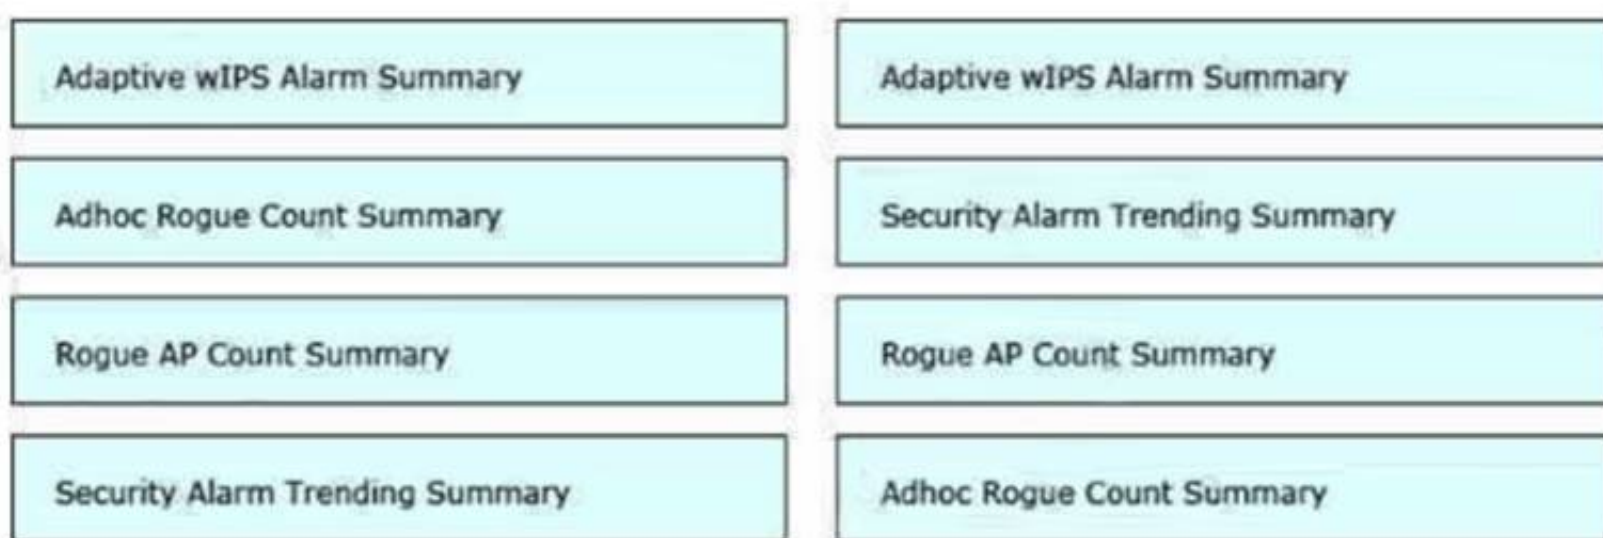 Adaptive wIPS Alarm Summary
Adhoc Rogue Count Summary
Rogue AP Count Summary
Security Alarm Trending Summary
Adaptive wIPS Alarm Summary
Security Alarm Trending Summary
Rogue AP Count Summary
Adhoc Rogue Count Summary